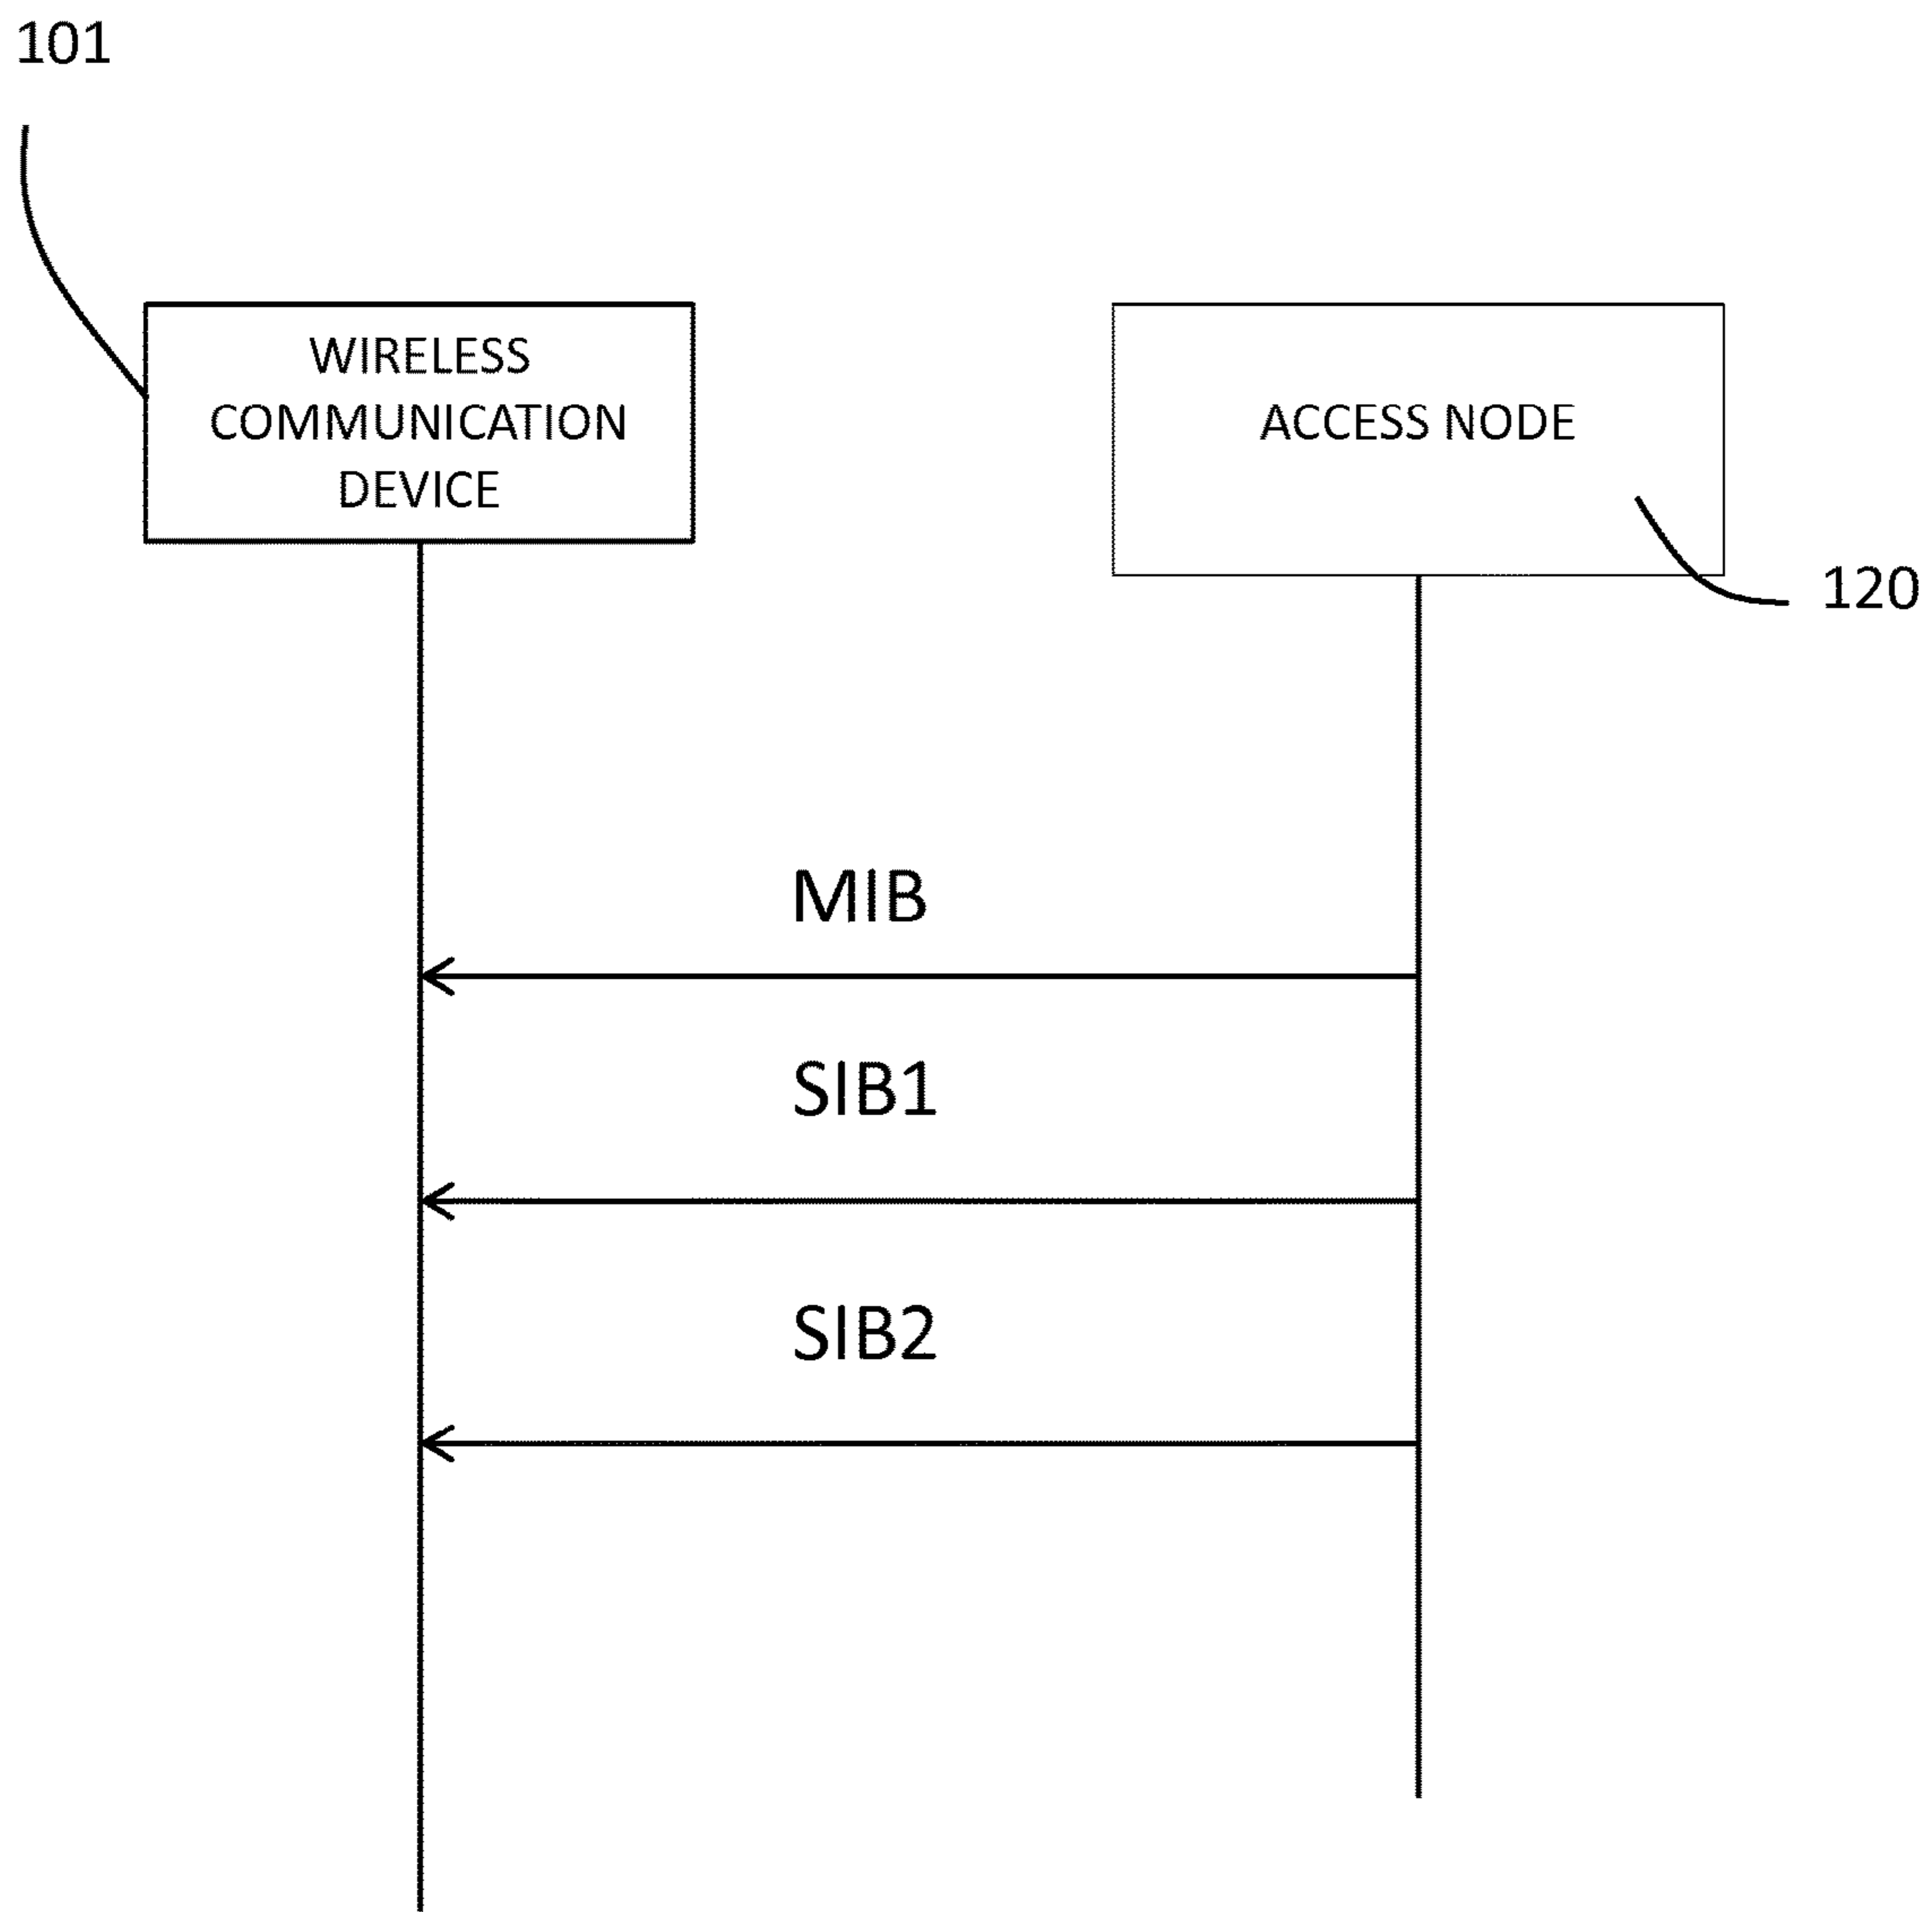 101
WIRELESS
COMMUNICATION
DEVICE
ACCESS NODE
120
MIB
SIB1
SIB2